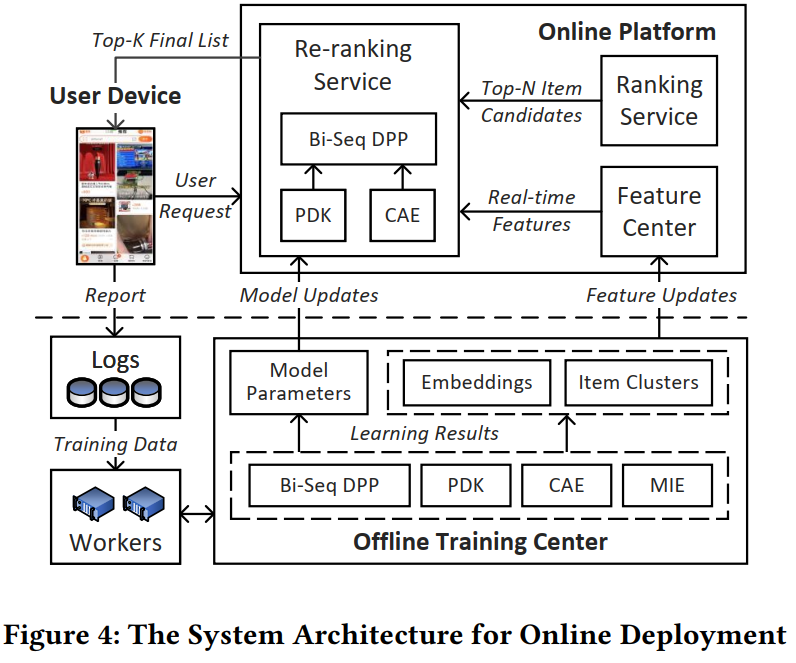 Top-K Final List
Online Platform
Re-ranking
Service
Top-N Item
Candidates
Ranking
Service
User Device
Bi-Seq DPP
User
Request
PDK
CAE
Real-time
Features
Feature
Center
Report
Model Updates
Feature Updates
Logs
Model
Parameters
Embeddings
Item Clusters
Training Data
Learning Results
Bi-Seq DPP
PDK
CAE
MIE
Workers
Offline Training Center
Figure 4: The System Architecture for Online Deployment